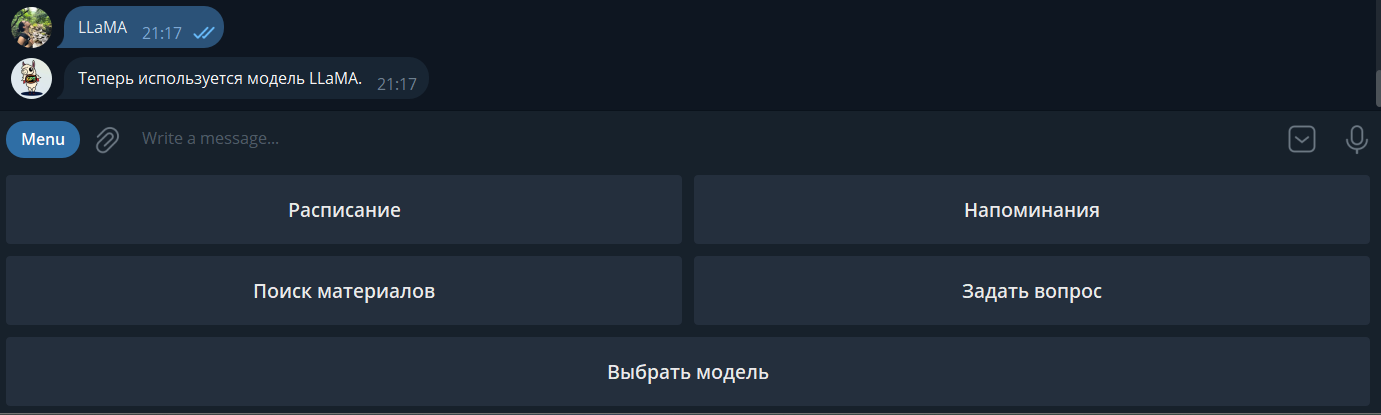 LLaMA 21:17
Теперь используется модель LLaMA. 21:17
Menu Write a message...
Расписание Напоминания
Поиск материалов Задать вопрос
Выбрать модель